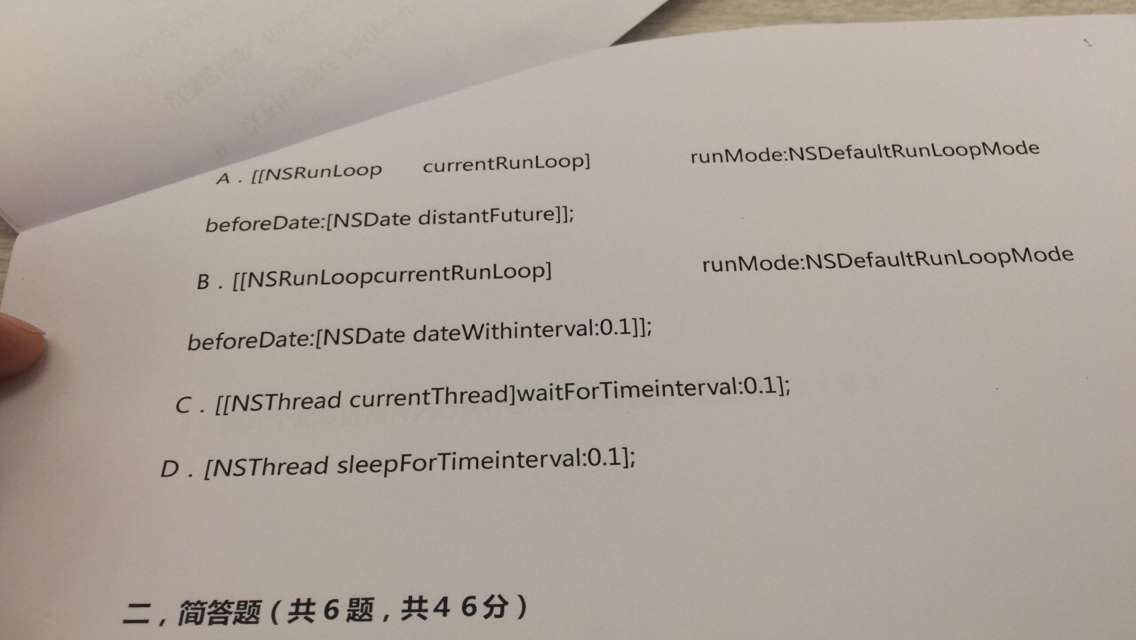 A．[[NSRunLoop currentRunLoop] runMode:NSDefaultRunLoopMode
beforeDate:[NSDate distantFuture]];
B．[[NSRunLoopcurrentRunLoop] runMode:NSDefaultRunLoopMode
beforeDate:[NSDate dateWithinterval:0.1]];
C．[[NSThread currentThread]waitForTimeinterval:0.1];
D．[NSThread sleepForTimeinterval:0.1];
二，简答题（共６题，共４６分）